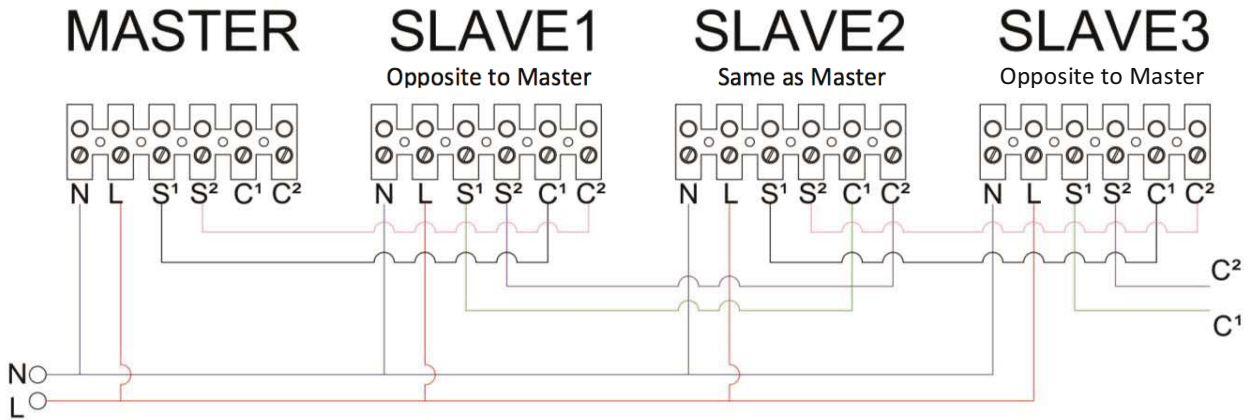 MASTER SLAVE1 SLAVE2 SLAVE3
Opposite to Master Same as Master Opposite to Master
N L S¹ S² C¹ C² N L S¹ S² C¹ C² N L S¹ S² C¹ C² N L S¹ S² C¹ C²
C²
C¹
N
L